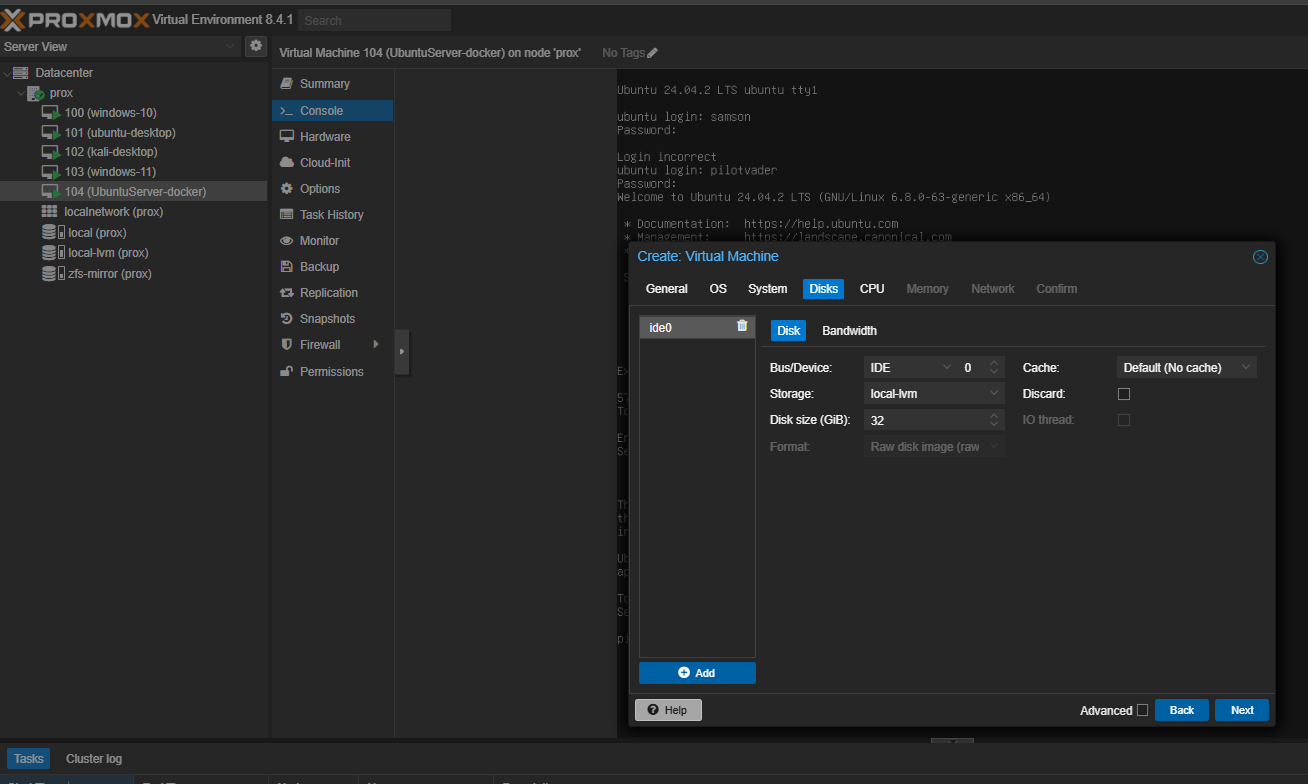 PROXMOX Virtual Environment 8.4.1 Search
Server View
Datacenter
prox
100 (windows-10)
101 (ubuntu-desktop)
102 (kali-desktop)
103 (windows-11)
104 (UbuntuServer-docker)
localnetwork (prox)
local (prox)
local-lvm (prox)
zfs-mirror (prox)
Virtual Machine 104 (UbuntuServer-docker) on node 'prox' No Tags
Summary
>_ Console
Hardware
Cloud-Init
Options
Task History
Monitor
Backup
Replication
Snapshots
Firewall
Permissions
Ubuntu 24.04.2 LTS ubuntu tty1
ubuntu login: samson
Password:
Login incorrect
ubuntu login: pilotvader
Password:
Welcome to Ubuntu 24.04.2 LTS (GNU/Linux 6.8.0-63-generic x86_64)
* Documentation: https://help.ubuntu.com
* Management: https://landscape.canonical.com
Create: Virtual Machine
General OS System Disks CPU Memory Network Confirm
ide0
Disk Bandwidth
Bus/Device: IDE 0 Cache: Default (No cache)
Storage: local-lvm Discard:
Disk size (GiB): 32 IO thread:
Format: Raw disk image (raw
Add
Help Advanced Back Next
Tasks Cluster log